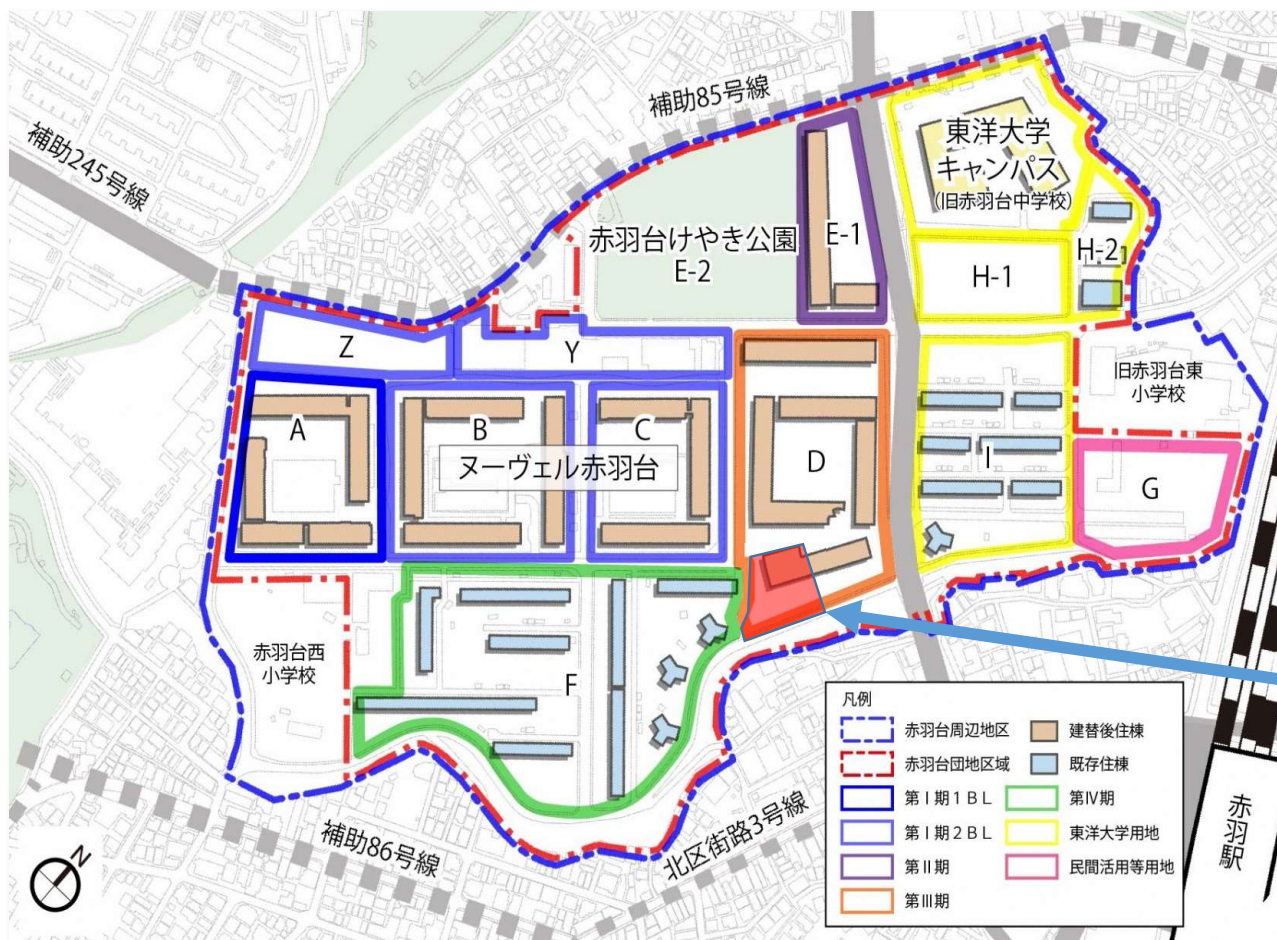 補助85号線
補助245号線
東洋大学
キャンパス
(旧赤羽台中学校)
赤羽台けやき公園
E-2
E-1
H-1
H-2
Z
Y
旧赤羽台東
小学校
A
B
C
ヌーヴェル赤羽台
D
I
G
赤羽台西
小学校
F
補助86号線
北区街路3号線
赤羽駅
N
凡例
赤羽台周辺地区
建替後住棟
赤羽台団地区域
既存住棟
第Ⅰ期1BL
第Ⅳ期
第Ⅰ期2BL
東洋大学用地
第Ⅱ期
民間活用等用地
第Ⅲ期